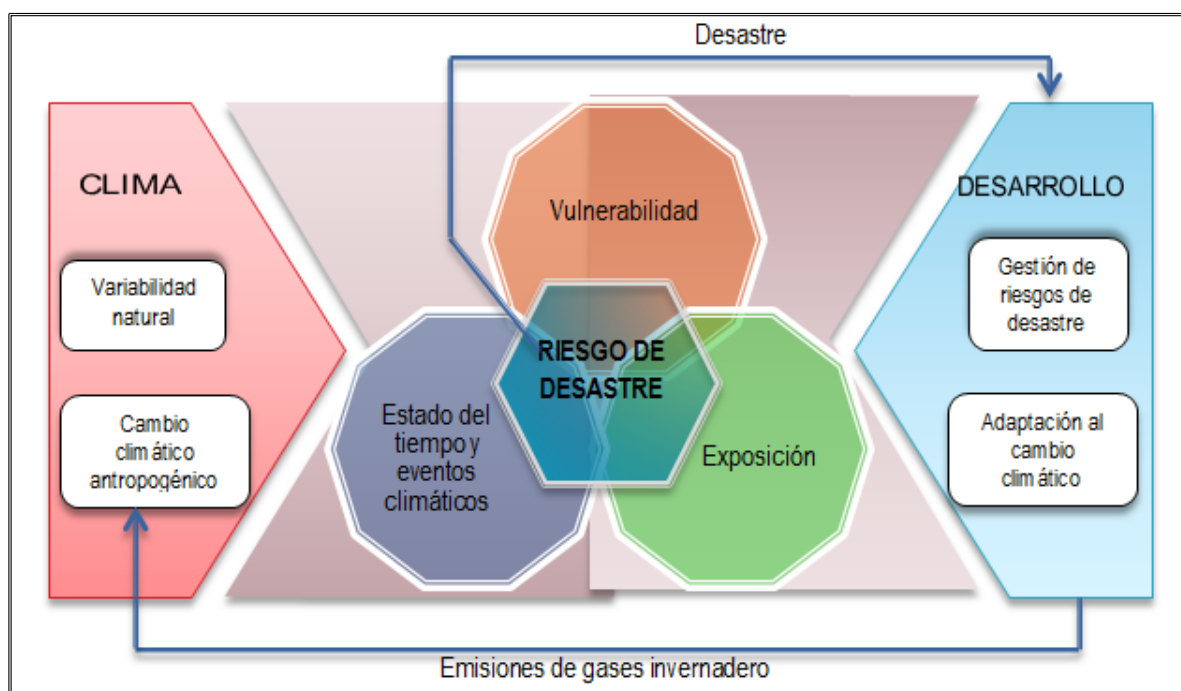 Desastre
CLIMA
Variabilidad
natural
Cambio
climático
antropogénico
Vulnerabilidad
RIESGO DE
DESASTRE
Estado del
tiempo y
eventos
climáticos
Exposición
DESARROLLO
Gestión de
riesgos de
desastre
Adaptación al
cambio
climático
Emisiones de gases invernadero